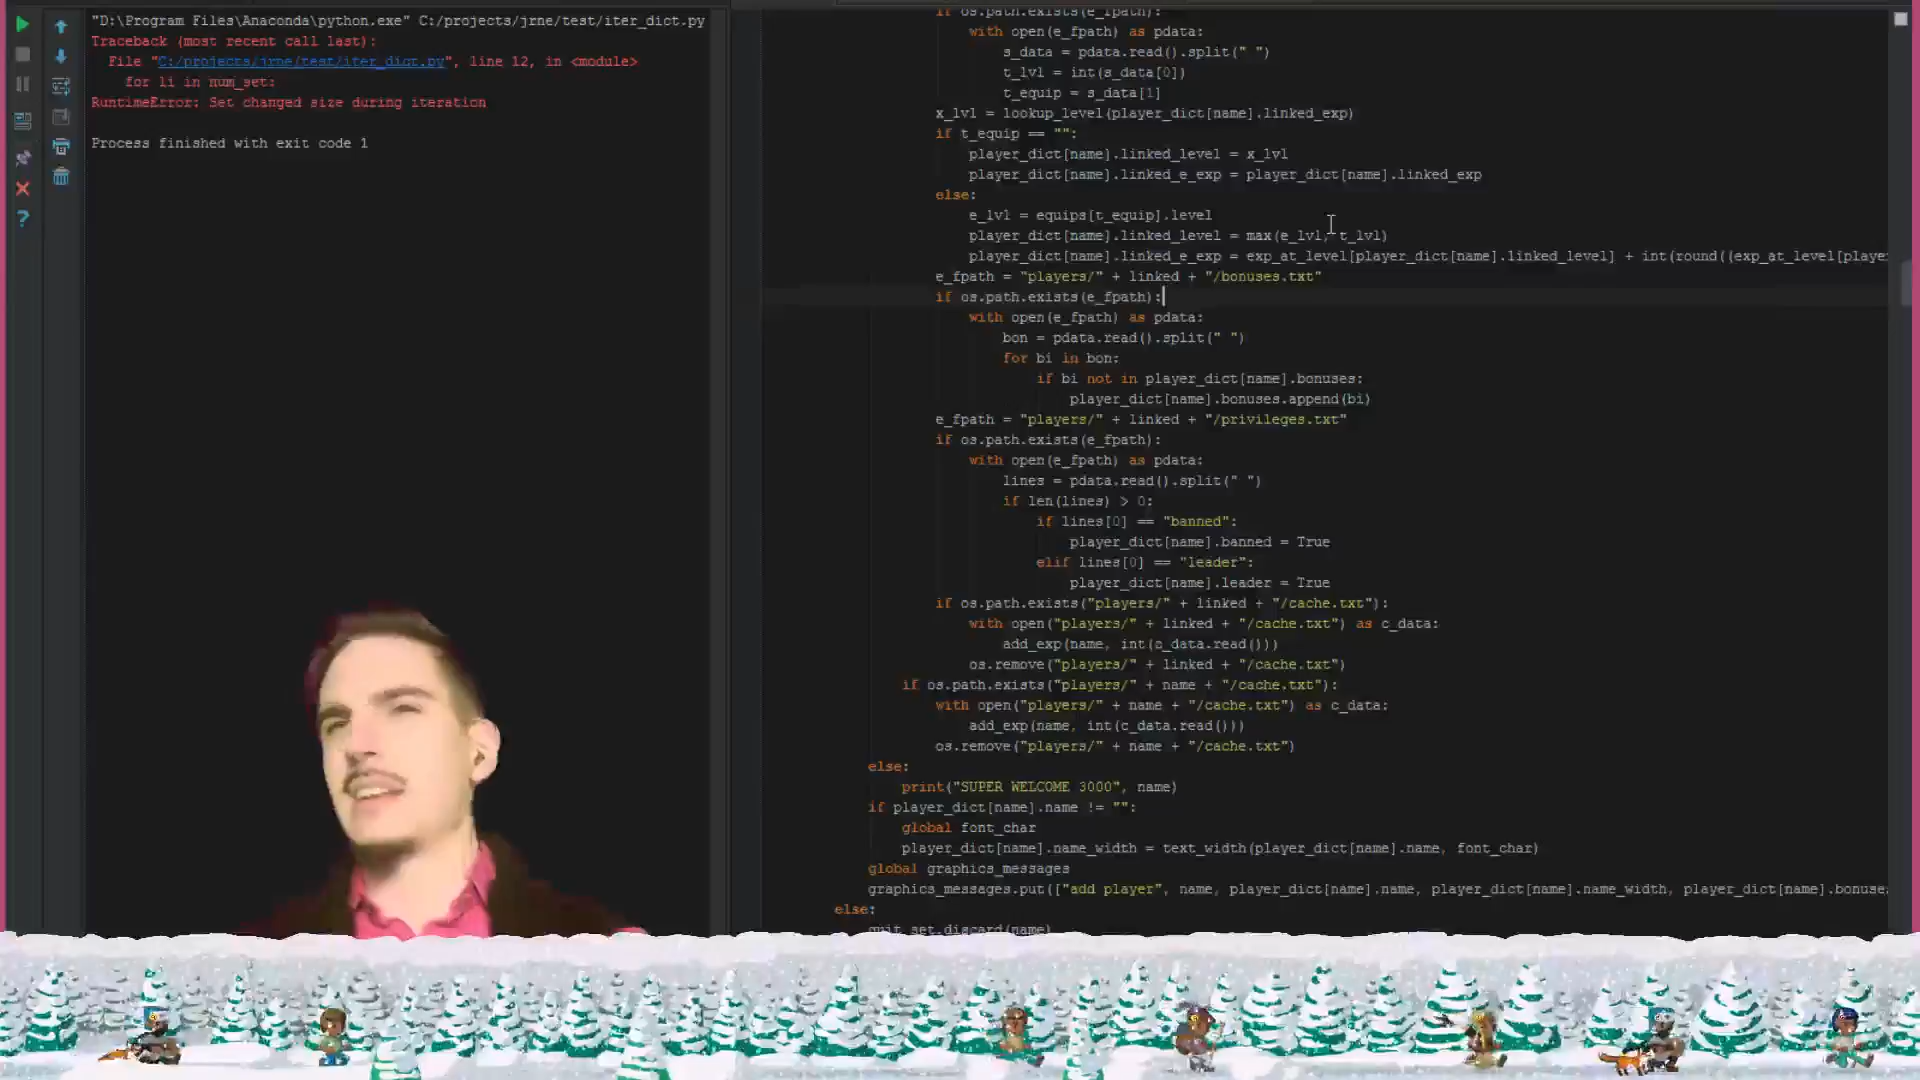 "D:\Program Files\Anaconda\python.exe" C:/projects/jrne/test/iter_dict.py
Traceback (most recent call last):
File "C:/projects/jrne/test/iter_dict.py", line 12, in <module>
for li in num_set:
RuntimeError: Set changed size during iteration
Process finished with exit code 1
if os.path.exists(e_fpath):
with open(e_fpath) as pdata:
s_data = pdata.read().split(" ")
t_lvl = int(s_data[0])
t_equip = s_data[1]
x_lvl = lookup_level(player_dict[name].linked_exp)
if t_equip == "":
player_dict[name].linked_level = x_lvl
player_dict[name].linked_e_exp = player_dict[name].linked_exp
else:
e_lvl = equips[t_equip].level
player_dict[name].linked_level = max(e_lvl, t_lvl)
player_dict[name].linked_e_exp = exp_at_level[player_dict[name].linked_level] + int(round((exp_at_level[playe
e_fpath = "players/" + linked + "/bonuses.txt"
if os.path.exists(e_fpath):
with open(e_fpath) as pdata:
bon = pdata.read().split(" ")
for bi in bon:
if bi not in player_dict[name].bonuses:
player_dict[name].bonuses.append(bi)
e_fpath = "players/" + linked + "/privileges.txt"
if os.path.exists(e_fpath):
with open(e_fpath) as pdata:
lines = pdata.read().split(" ")
if len(lines) > 0:
if lines[0] == "banned":
player_dict[name].banned = True
elif lines[0] == "leader":
player_dict[name].leader = True
if os.path.exists("players/" + linked + "/cache.txt"):
with open("players/" + linked + "/cache.txt") as c_data:
add_exp(name, int(c_data.read()))
os.remove("players/" + linked + "/cache.txt")
if os.path.exists("players/" + name + "/cache.txt"):
with open("players/" + name + "/cache.txt") as c_data:
add_exp(name, int(c_data.read()))
os.remove("players/" + name + "/cache.txt")
else:
print("SUPER WELCOME 3000", name)
if player_dict[name].name != "":
global font_char
player_dict[name].name_width = text_width(player_dict[name].name, font_char)
global graphics_messages
graphics_messages.put(["add player", name, player_dict[name].name, player_dict[name].name_width, player_dict[name].bonuse
else:
quit_set.discard(name)